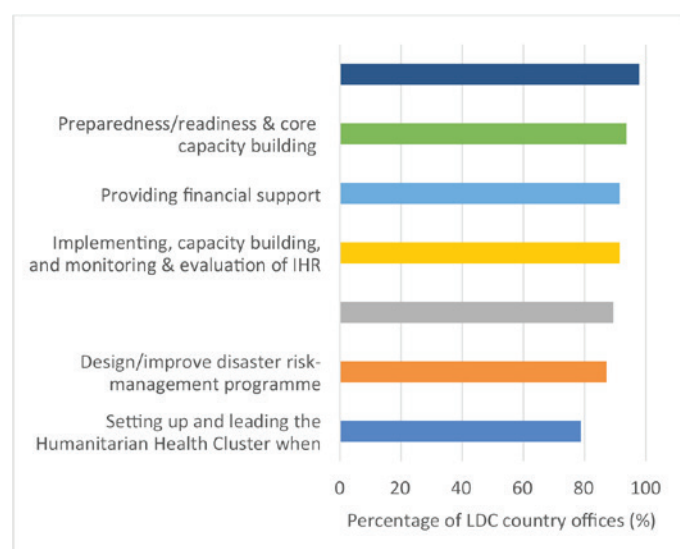 Preparedness/readiness & core
capacity building
Providing financial support
Implementing, capacity building,
and monitoring & evaluation of IHR
Design/improve disaster risk-
management programme
Setting up and leading the
Humanitarian Health Cluster when
0 20 40 60 80 100
Percentage of LDC country offices (%)